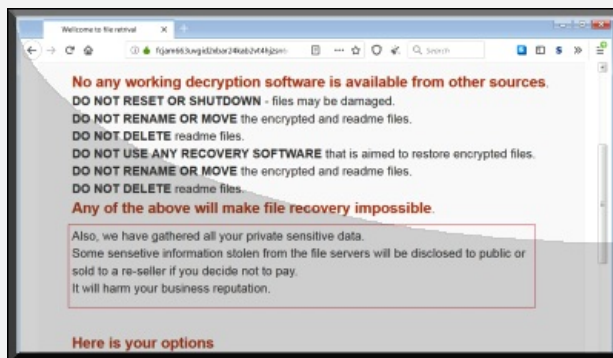 Wellcome to file retrival
Search
No any working decryption software is available from other sources.
DO NOT RESET OR SHUTDOWN - files may be damaged.
DO NOT RENAME OR MOVE the encrypted and readme files.
DO NOT DELETE readme files.
DO NOT USE ANY RECOVERY SOFTWARE that is aimed to restore encrypted files.
DO NOT RENAME OR MOVE the encrypted and readme files.
DO NOT DELETE readme files.
Any of the above will make file recovery impossible.
Also, we have gathered all your private sensitive data.
Some sensetive information stolen from the file servers will be disclosed to public or
sold to a re-seller if you decide not to pay.
It will harm your business reputation.
Here is your options